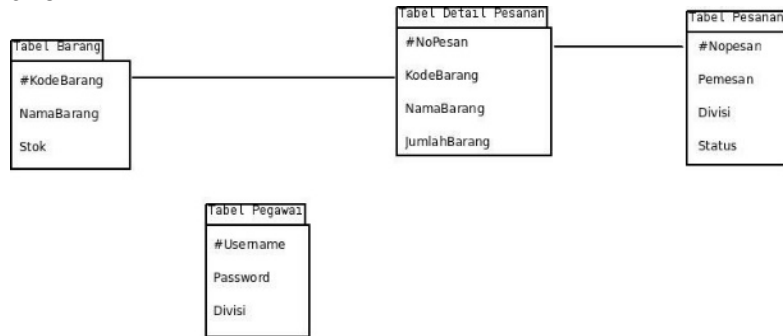 Tabel Barang
#KodeBarang
NamaBarang
Stok
Tabel Detail Pesanan
#NoPesan
KodeBarang
NamaBarang
JumlahBarang
Tabel Pesanan
#Nopesan
Pemesan
Divisi
Status
Tabel Pegawai
#Username
Password
Divisi